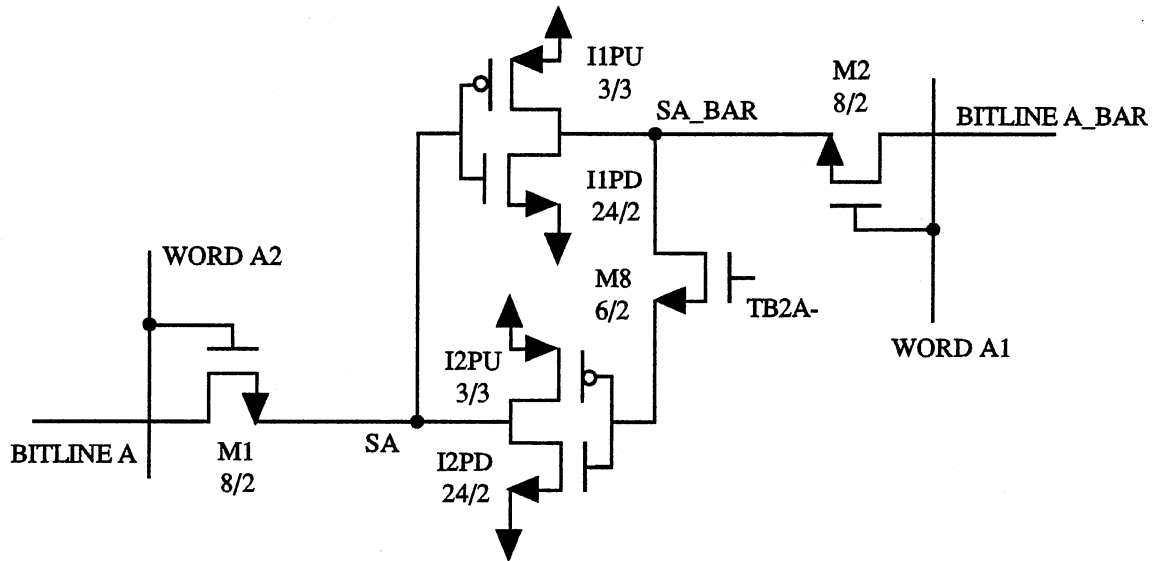 I1PU
3/3
M2
8/2
SA_BAR
BITLINE A_BAR
I1PD
24/2
WORD A2
M8
6/2
TB2A-
WORD A1
I2PU
3/3
BITLINE A
M1
8/2
SA
I2PD
24/2